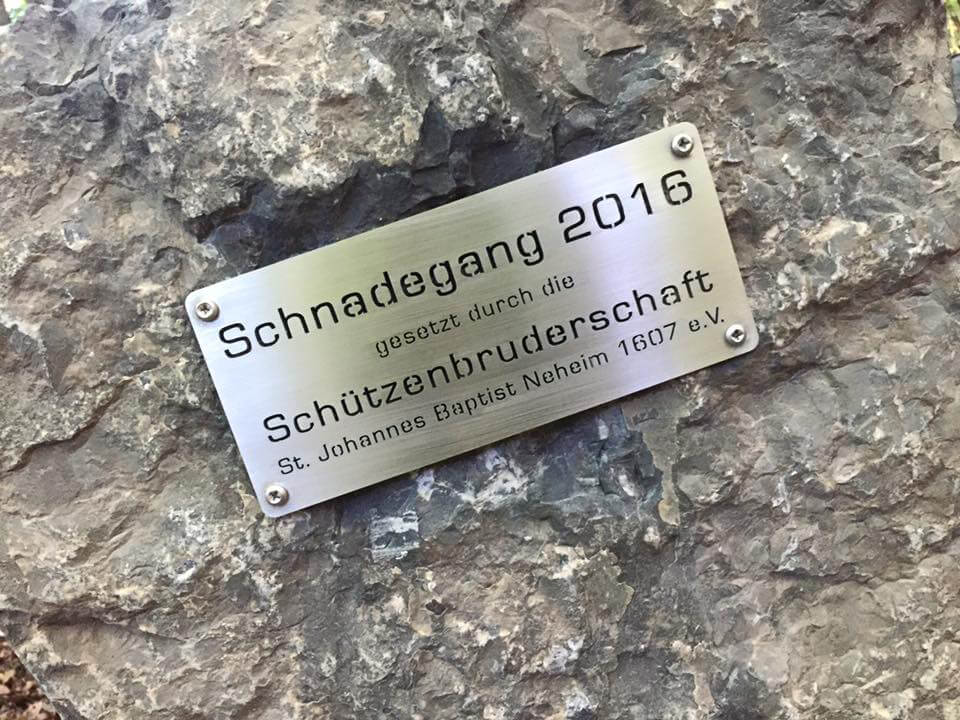 Schnadegang 2016
gesetzt durch die
Schützenbruderschaft
St. Johannes Baptist Neheim 1607 e.V.